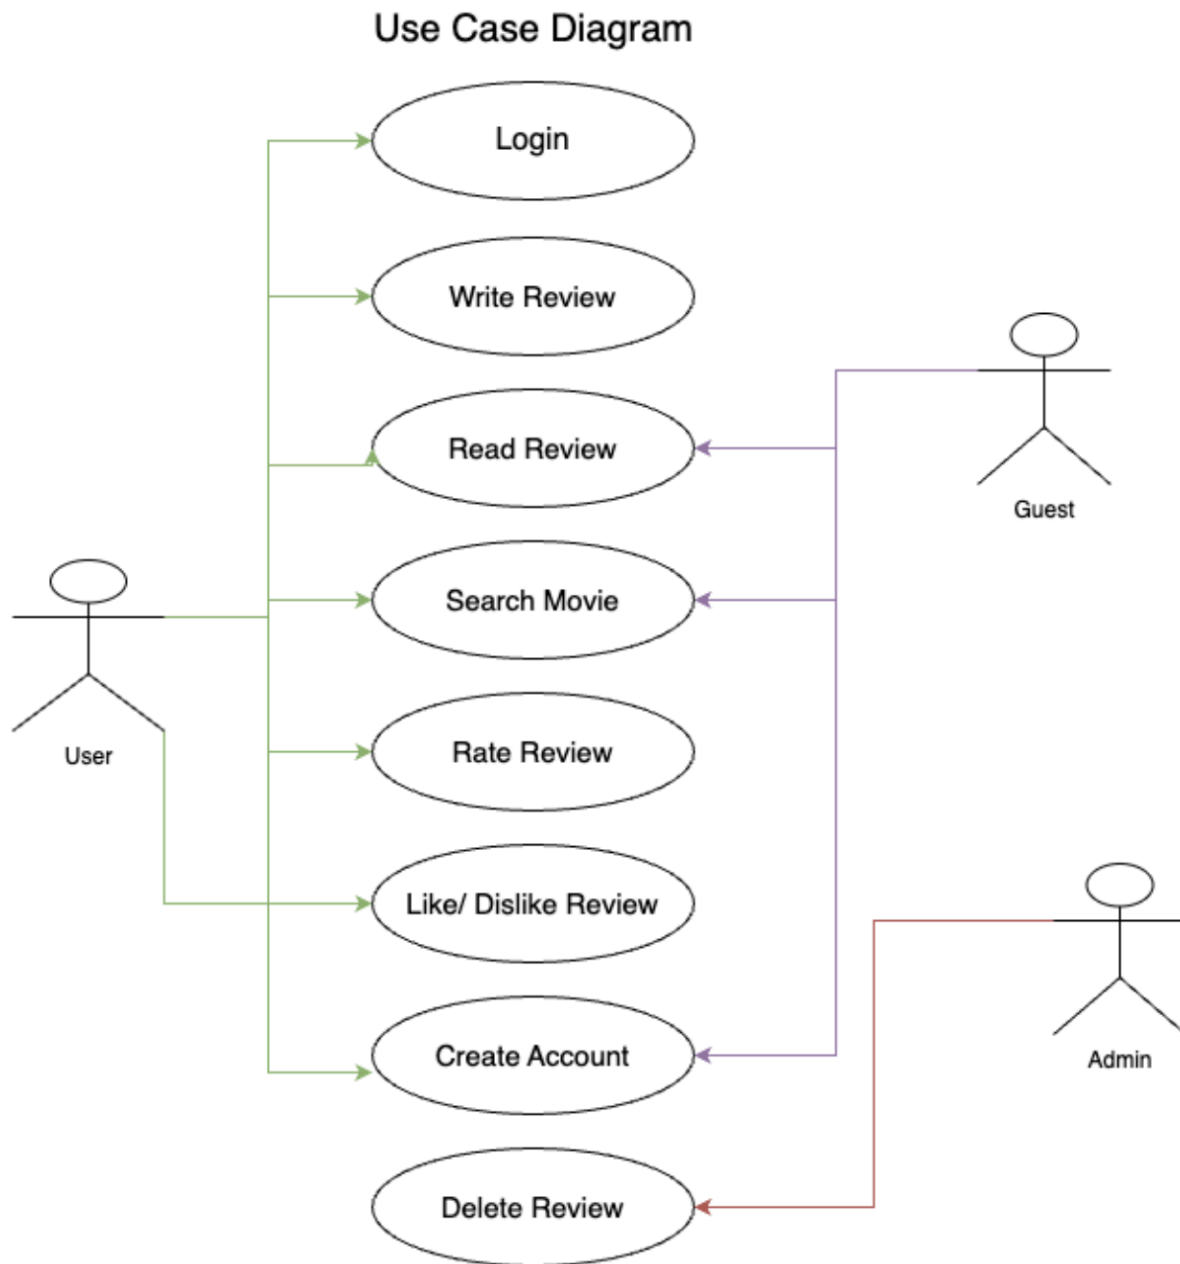 Use Case Diagram
Login
Write Review
Read Review
Guest
Search Movie
User
Rate Review
Like/ Dislike Review
Create Account
Admin
Delete Review